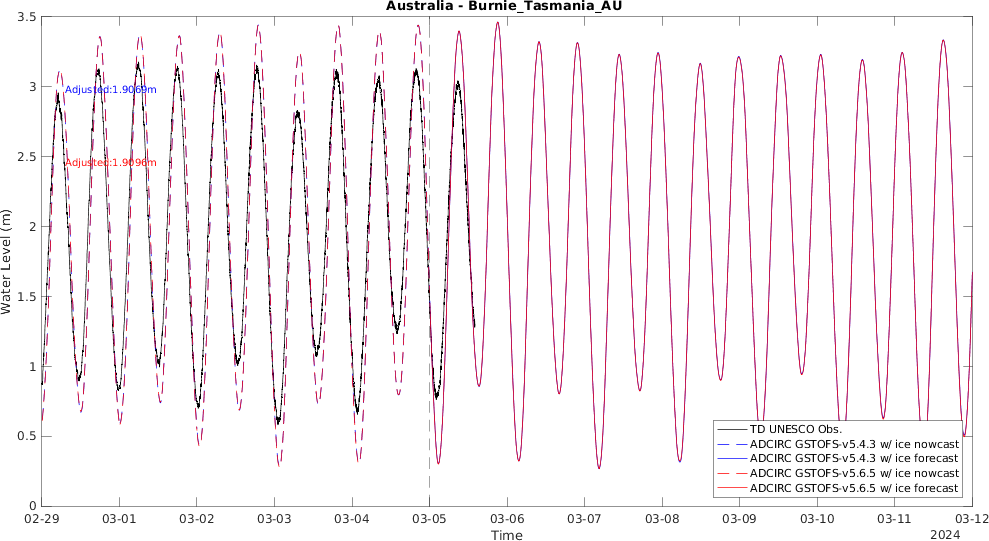 Australia - Burnie_Tasmania_AU
3.5
3
2.5
2
1.5
1
0.5
0
Water Level (m)
Adjusted:1.9069m
Adjusted:1.9096m
TD UNESCO Obs.
ADCIRC GSTOFS-v5.4.3 w/ ice nowcast
ADCIRC GSTOFS-v5.4.3 w/ ice forecast
ADCIRC GSTOFS-v5.6.5 w/ ice nowcast
ADCIRC GSTOFS-v5.6.5 w/ ice forecast
02-29 03-01 03-02 03-03 03-04 03-05 03-06 03-07 03-08 03-09 03-10 03-11 03-12
Time
2024